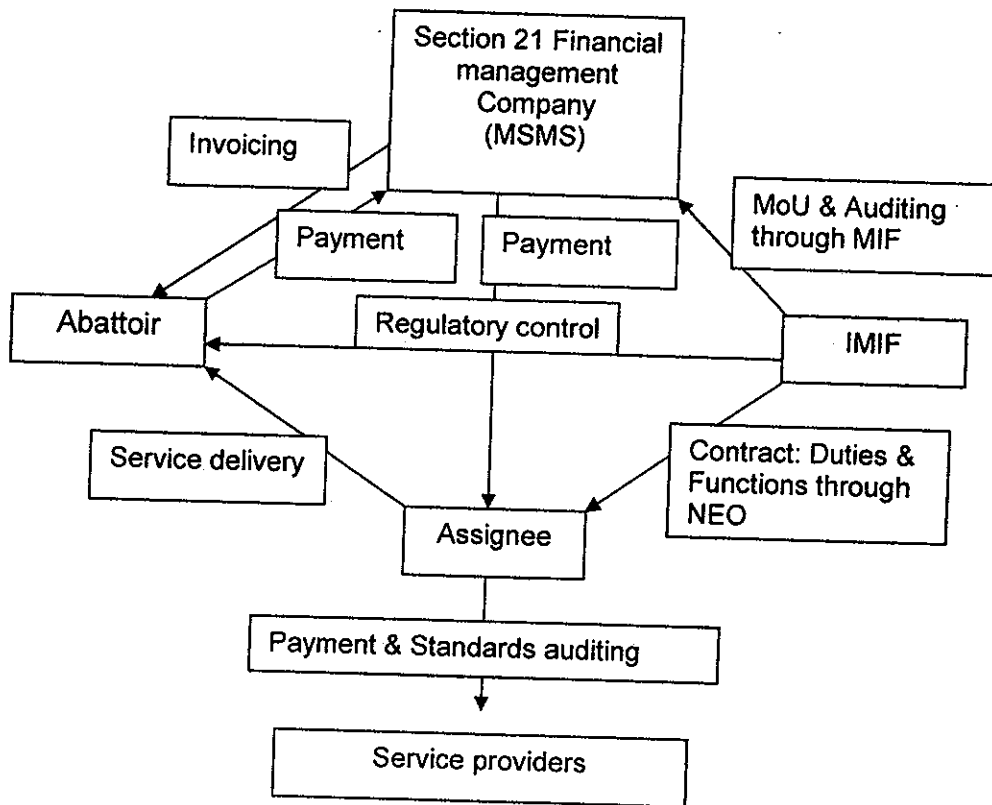 Section 21 Financial
management
Company
(MSMS)
Invoicing
MoU & Auditing
through MIF
Payment
Payment
Abattoir
Regulatory control
IMIF
Service delivery
Contract: Duties &
Functions through
NEO
Assignee
Payment & Standards auditing
Service providers